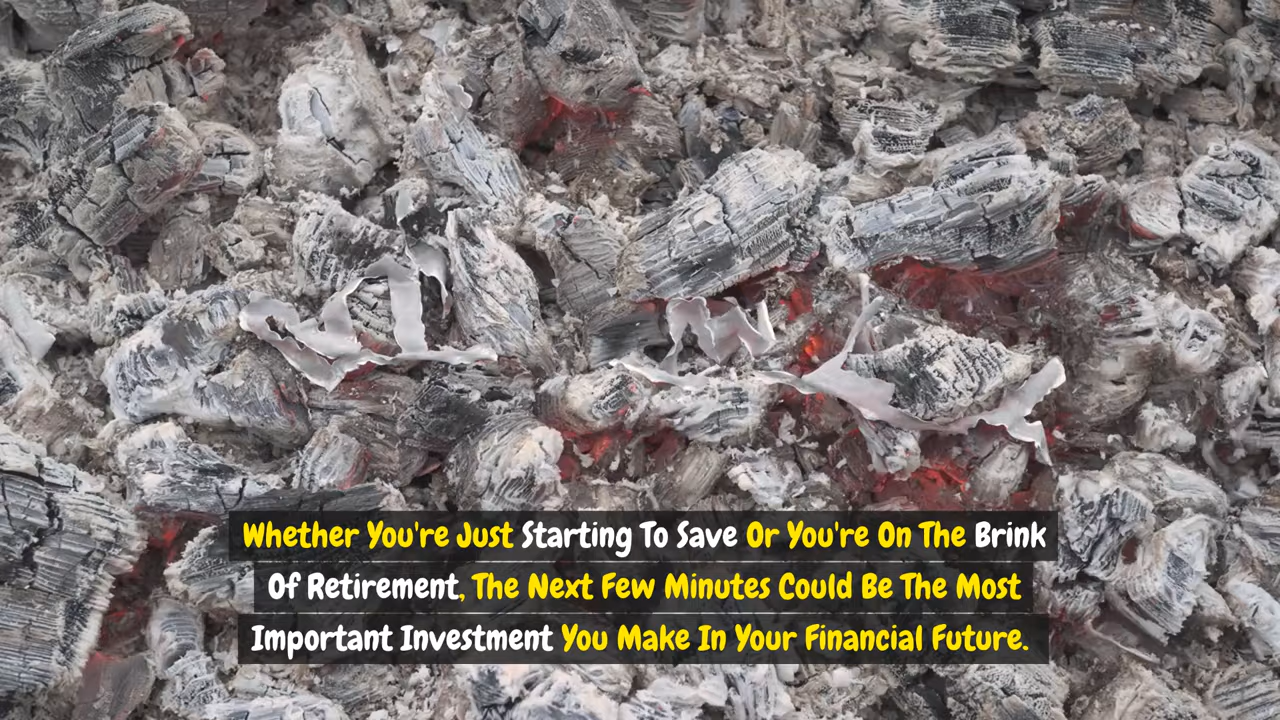 Whether You're Just Starting To Save Or You're On The Brink
Of Retirement, The Next Few Minutes Could Be The Most
Important Investment You Make In Your Financial Future.